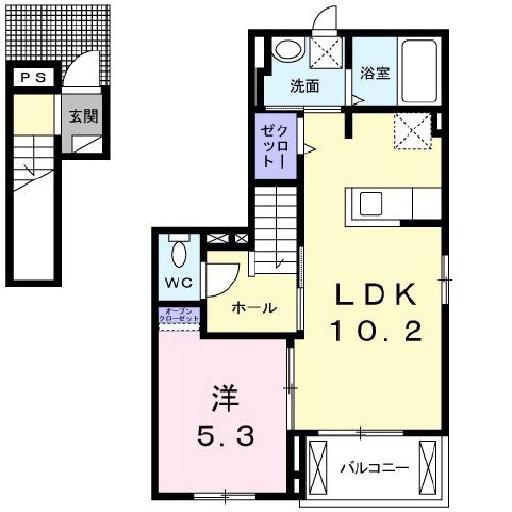 PS
玄関
洗面
浴室
クロー
ゼット
WC
ホール
LDK
10.2
オープン
クローゼット
洋
5.3
バルコニー